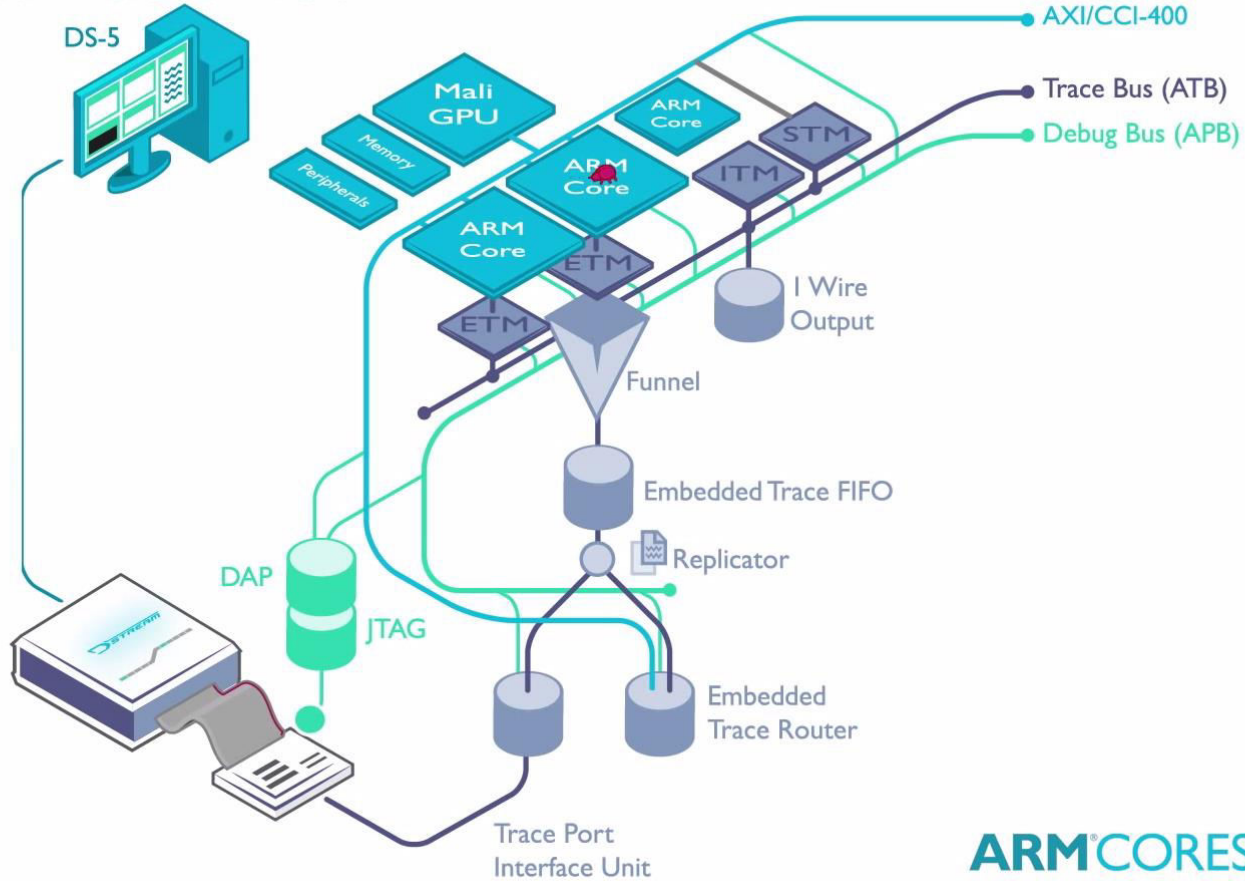 DS-5
AXI/CCI-400
Trace Bus (ATB)
Debug Bus (APB)
Mali
GPU
Memory
Peripherals
ARM
Core
ARM
Core
ARM
Core
STM
ITM
ETM
ETM
1 Wire
Output
Funnel
Embedded Trace FIFO
Replicator
DAP
JTAG
DSTREAM
Embedded
Trace Router
Trace Port
Interface Unit
ARM®CORES